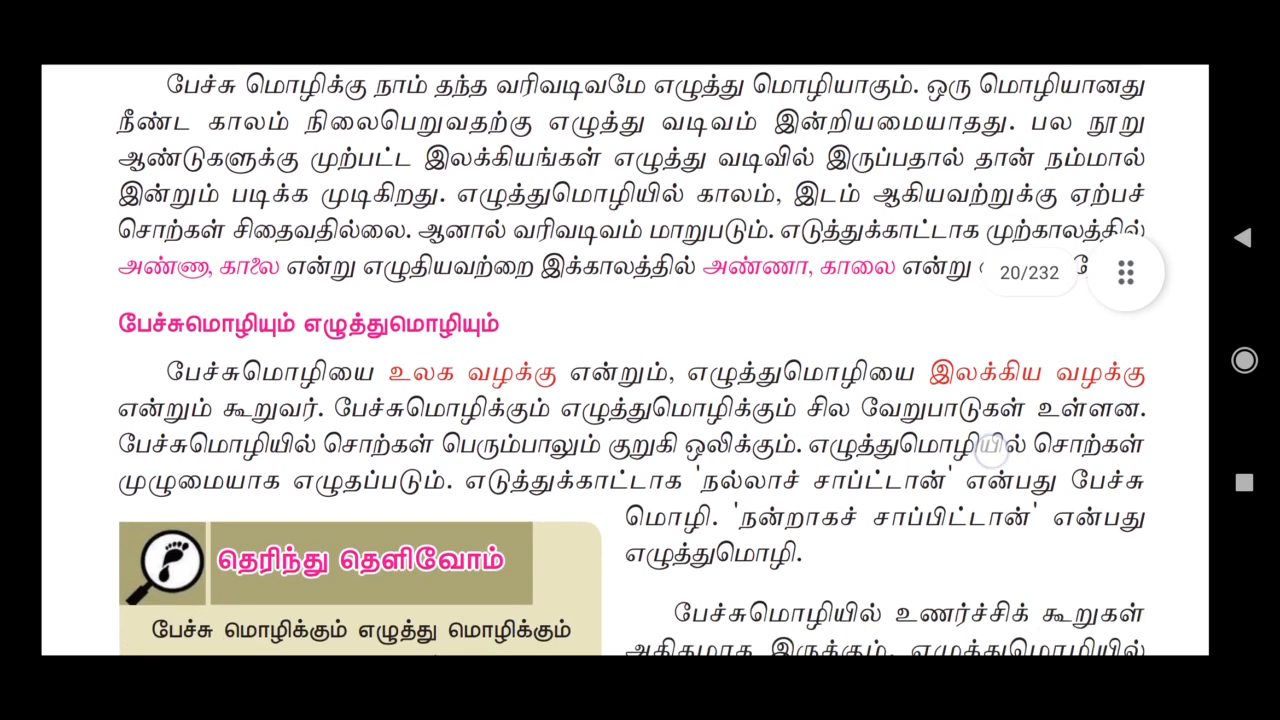 பேச்சு மொழிக்கு நாம் தந்த வரிவடிவமே எழுத்து மொழியாகும். ஒரு மொழியானது
நீண்ட காலம் நிலைபெறுவதற்கு எழுத்து வடிவம் இன்றியமையாதது. பல நூறு
ஆண்டுகளுக்கு முற்பட்ட இலக்கியங்கள் எழுத்து வடிவில் இருப்பதால் தான் நம்மால்
இன்றும் படிக்க முடிகிறது. எழுத்துமொழியில் காலம், இடம் ஆகியவற்றுக்கு ஏற்பச்
சொற்கள் சிதைவதில்லை. ஆனால் வரிவடிவம் மாறுபடும். எடுத்துக்காட்டாக முற்காலத்தில்
என்று எழுதியவற்றை இக்காலத்தில் அண்ணா, காலை என்று
20/232
பேச்சுமொழியும் எழுத்துமொழியும்
பேச்சுமொழியை உலக வழக்கு என்றும், எழுத்துமொழியை இலக்கிய வழக்கு
என்றும் கூறுவர். பேச்சுமொழிக்கும் எழுத்துமொழிக்கும் சில வேறுபாடுகள் உள்ளன.
பேச்சுமொழியில் சொற்கள் பெரும்பாலும் குறுகி ஒலிக்கும். எழுத்துமொழியில் சொற்கள்
முழுமையாக எழுதப்படும். எடுத்துக்காட்டாக 'நல்லாச் சாப்ட்டான்' என்பது பேச்சு
மொழி. 'நன்றாகச் சாப்பிட்டான்' என்பது
எழுத்துமொழி.
தெரிந்து தெளிவோம்
பேச்சு மொழிக்கும் எழுத்து மொழிக்கும்
பேச்சுமொழியில் உணர்ச்சிக் கூறுகள்
அதிகமாக இருக்கும். எழுத்துமொழியில்